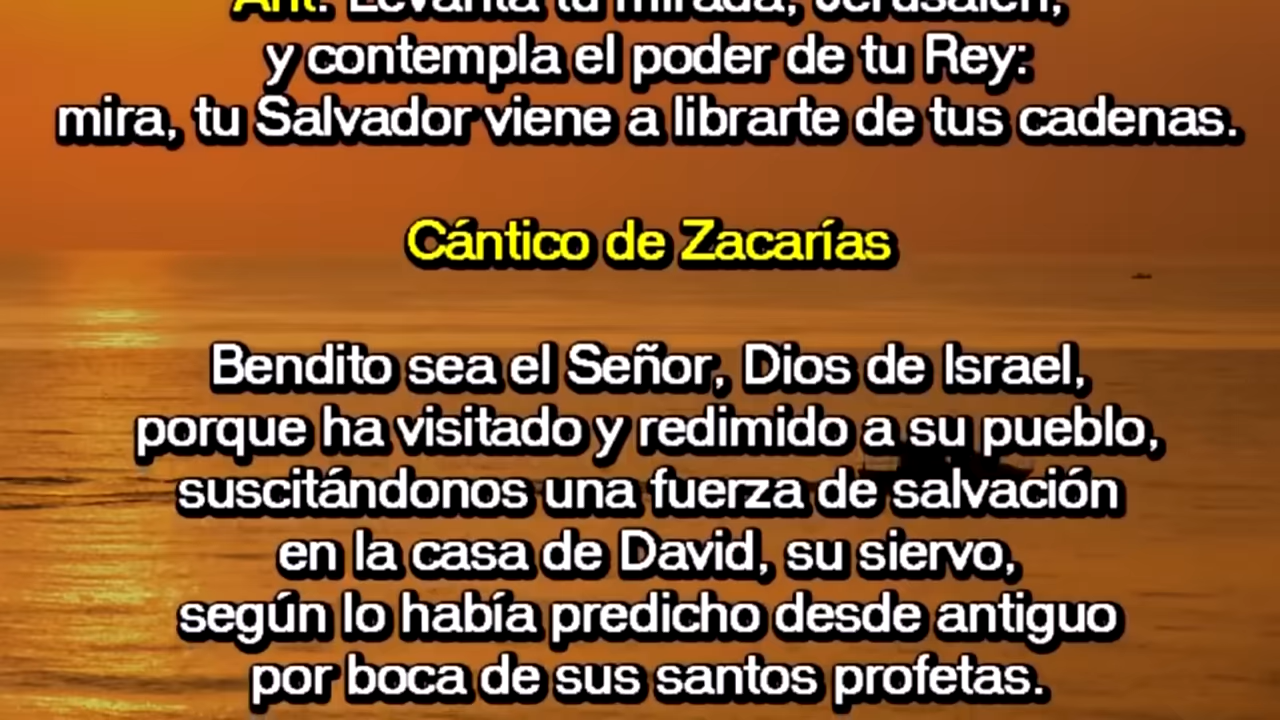 Ant. Levanta tu mirada, Jerusalén,
y contempla el poder de tu Rey:
mira, tu Salvador viene a librarte de tus cadenas.
Cántico de Zacarías
Bendito sea el Señor, Dios de Israel,
porque ha visitado y redimido a su pueblo,
suscitándonos una fuerza de salvación
en la casa de David, su siervo,
según lo había predicho desde antiguo
por boca de sus santos profetas.